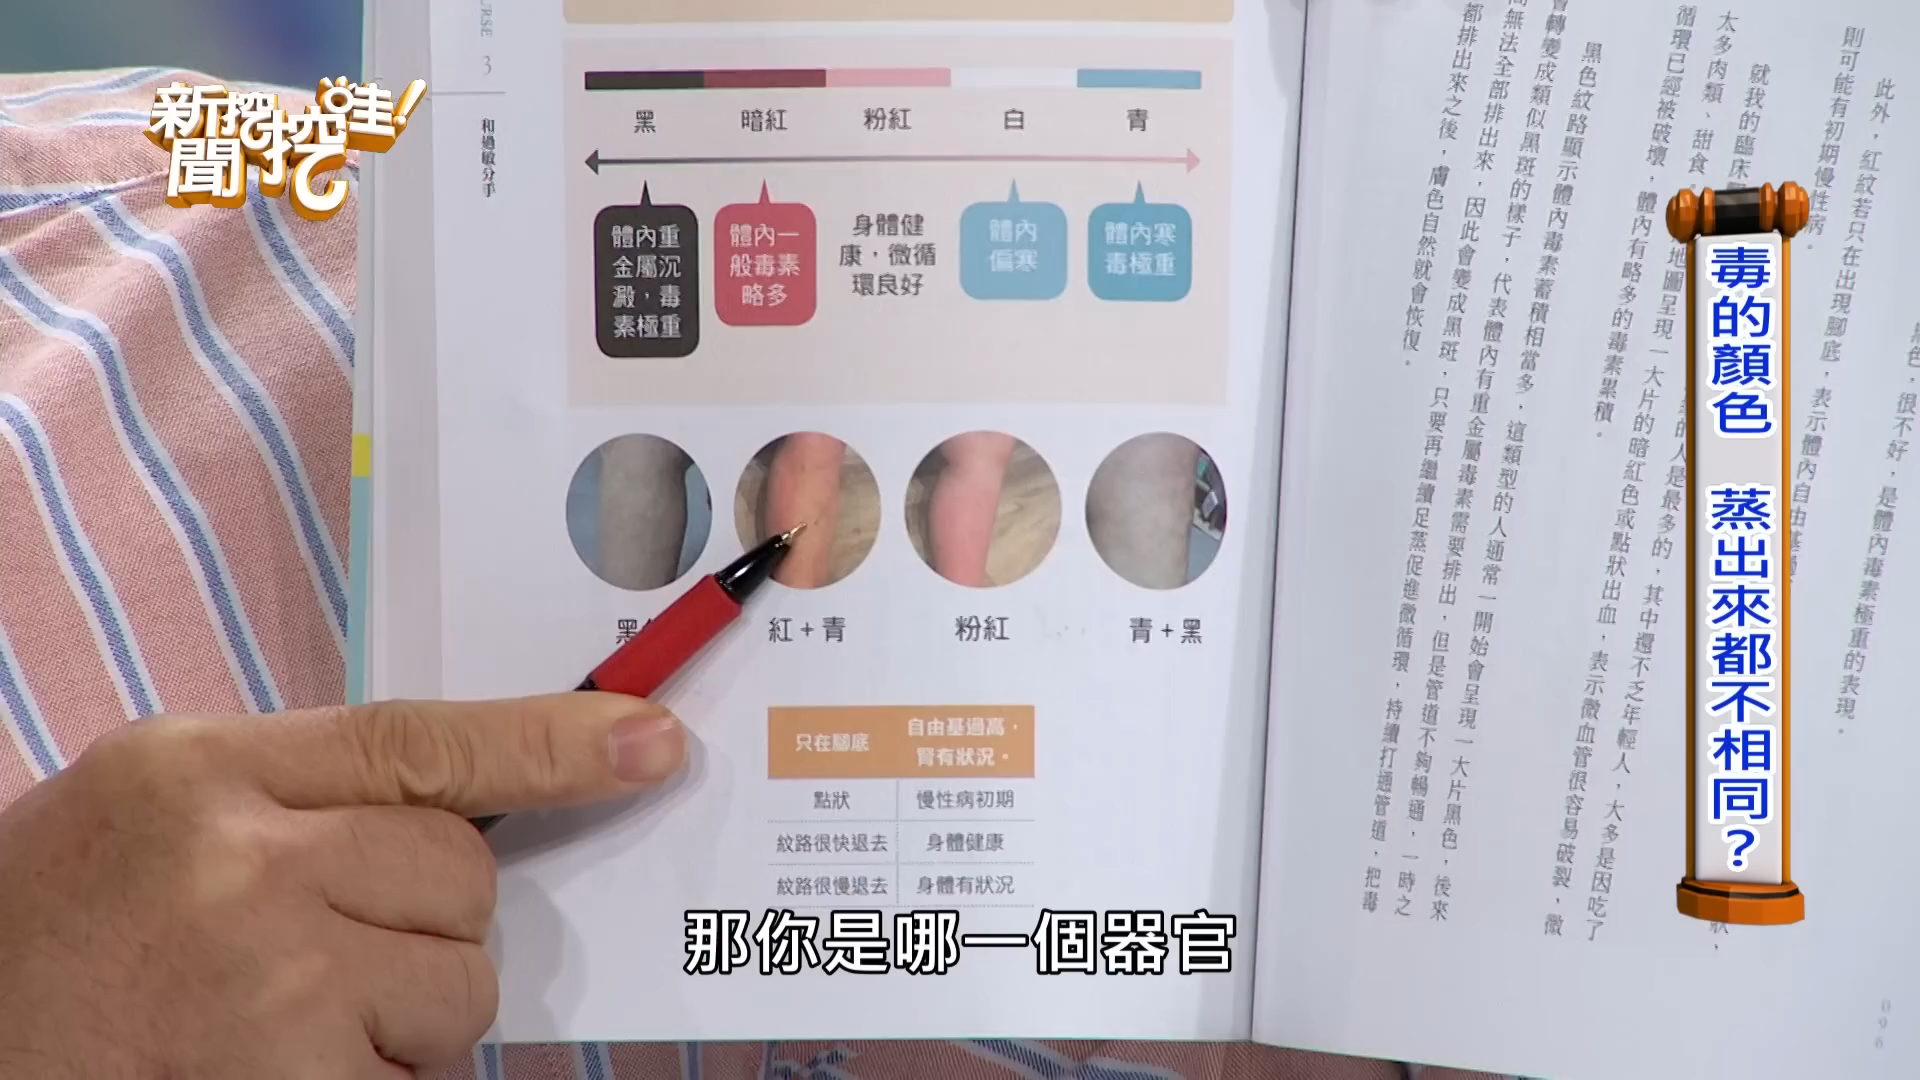 新聞挖挖哇!
3
和過敏分手
黑
暗紅
粉紅
白
青
體內重
金屬沉
澱,毒
素極重
體內一
般毒素
略多
身體健
康,微循
環良好
體內
偏寒
體內寒
毒極重
紅+青
粉紅
青+黑
只在腳底
自由基過高,
腎有狀況。
點狀
慢性病初期
紋路很快退去
身體健康
紋路很慢退去
身體有狀況
此外,紅紋若只在出現腳底,表示體內自由基
則可能有初期慢性病。
就我的臨床
太多肉類、甜食
循環已經被破壞,體內有略多的毒素累積。
黑色紋路顯示體內毒素蓄積相當多,這類型的人通常一開始會呈現一大片黑色,後來
會轉變成類似黑斑的樣子,代表體內有重金屬毒素需要排出,但是管道不夠暢通,一時之
間無法全部排出來,因此會變成黑斑,只要再繼續足蒸促進微循環,持續打通管道,把毒
都排出來之後,膚色自然就會恢復。
096
毒的顏色 蒸出來都不相同?
那你是哪一個器官